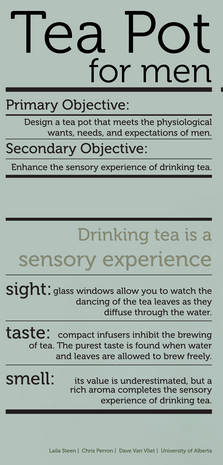 Tea Pot
for men
Primary Objective:
Design a tea pot that meets the physiological
wants, needs, and expectations of men.
Secondary Objective:
Enhance the sensory experience of drinking tea.
Drinking tea is a
sensory experience
sight: glass windows allow you to watch the
dancing of the tea leaves as they
diffuse through the water.
taste: compact infusers inhibit the brewing
of tea. The purest taste is found when water
and leaves are allowed to brew freely.
smell: its value is underestimated, but a
rich aroma completes the sensory
experience of drinking tea.
Laila Steen | Chris Perron | Dave Van Vliet | University of Alberta